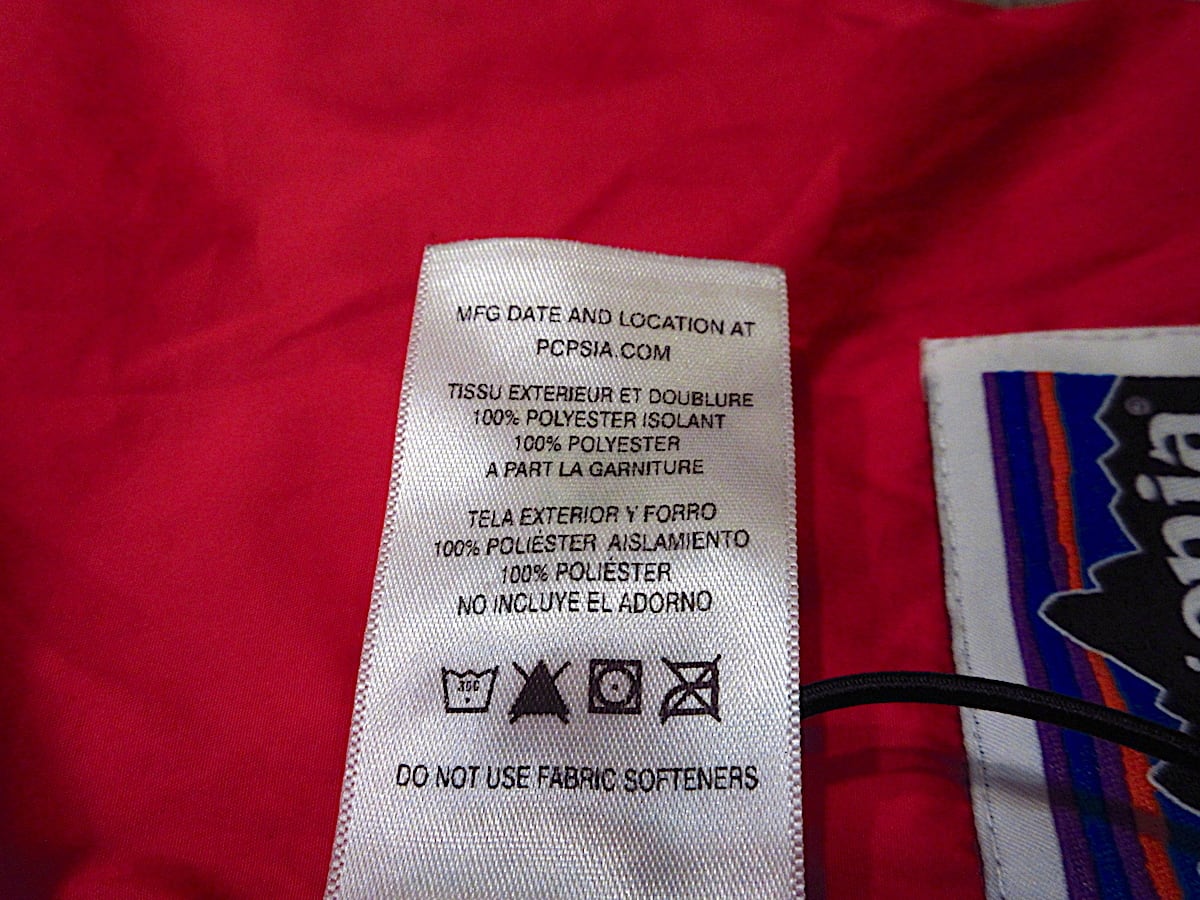 MFG DATE AND LOCATION AT
PCPSIA.COM
TISSU EXTERIEUR ET DOUBLURE
100% POLYESTER ISOLANT
100% POLYESTER
A PART LA GARNITURE
TELA EXTERIOR Y FORRO
100% POLIÉSTER AISLAMIENTO
100% POLIÉSTER
NO INCLUYE EL ADORNO
DO NOT USE FABRIC SOFTENERS